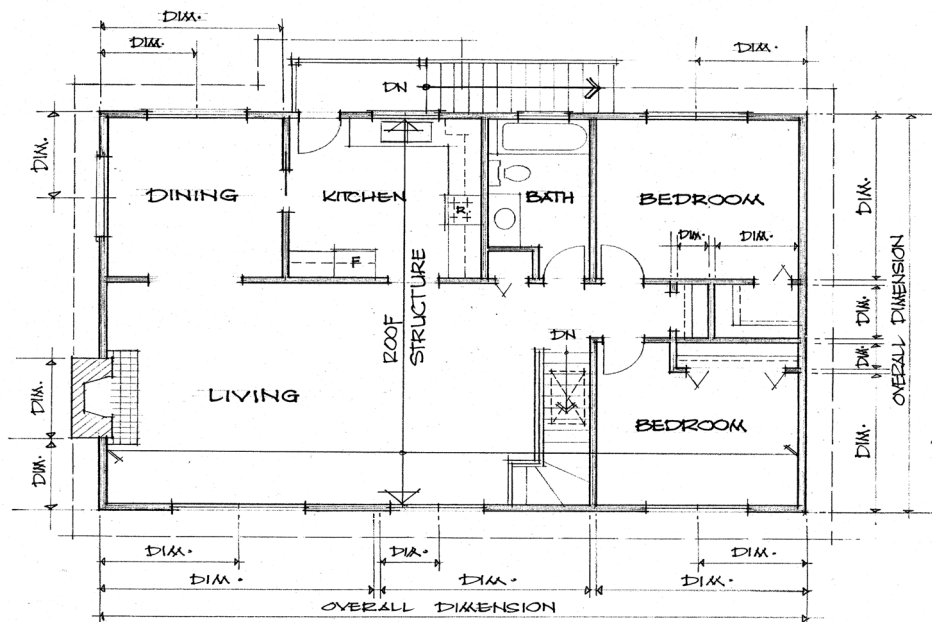 DIM.
DIM.
DIM.
DN
DIM.
DINING
KITCHEN
R
BATH
BEDROOM
DIM.
DIM.
DIM.
F
ROOF
STRUCTURE
DIM.
OVERALL DIMENSION
DN
DIM.
DIM.
LIVING
BEDROOM
DIM.
DIM.
DIM.
DIM.
DIM.
DIM.
DIM.
DIM.
DIM.
OVERALL DIMENSION